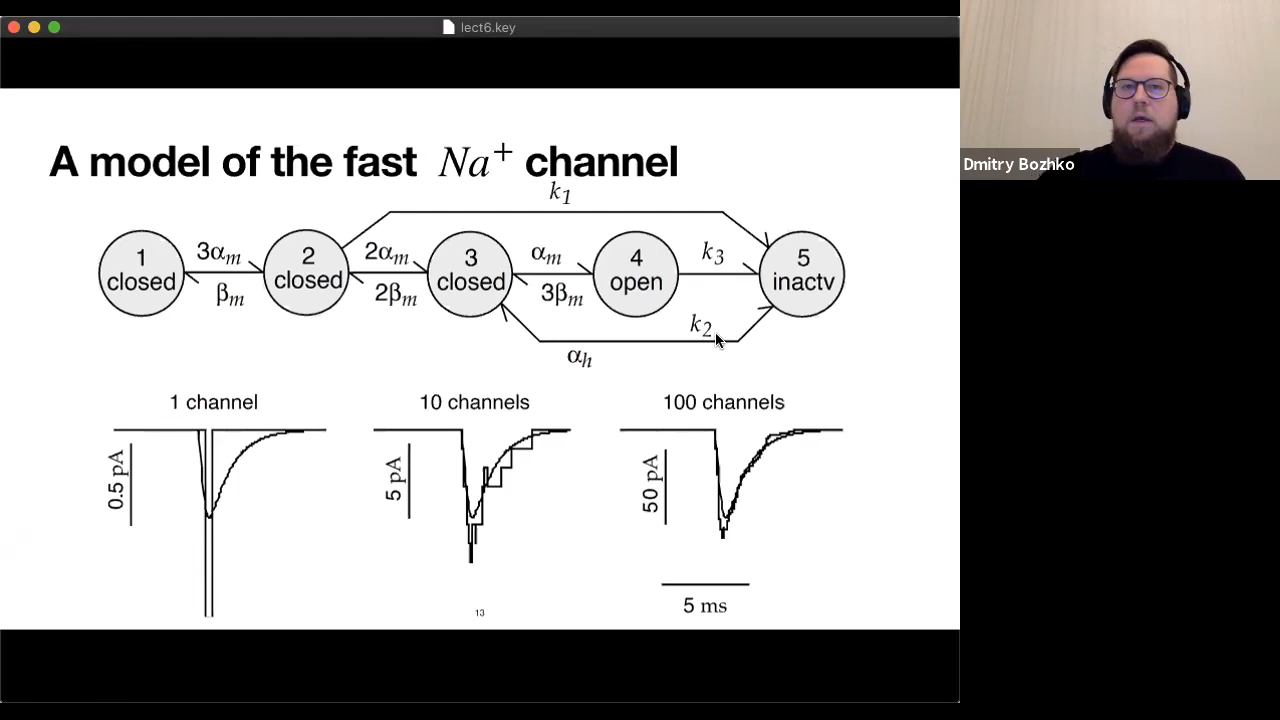 lect6.key
Dmitry Bozhko
A model of the fast Na⁺ channel
k₁
1 closed
3αₘ
βₘ
2 closed
2αₘ
2βₘ
3 closed
αₘ
3βₘ
4 open
k₃
5 inactv
k₂
αₕ
1 channel
10 channels
100 channels
0.5 pA
5 pA
50 pA
5 ms
13